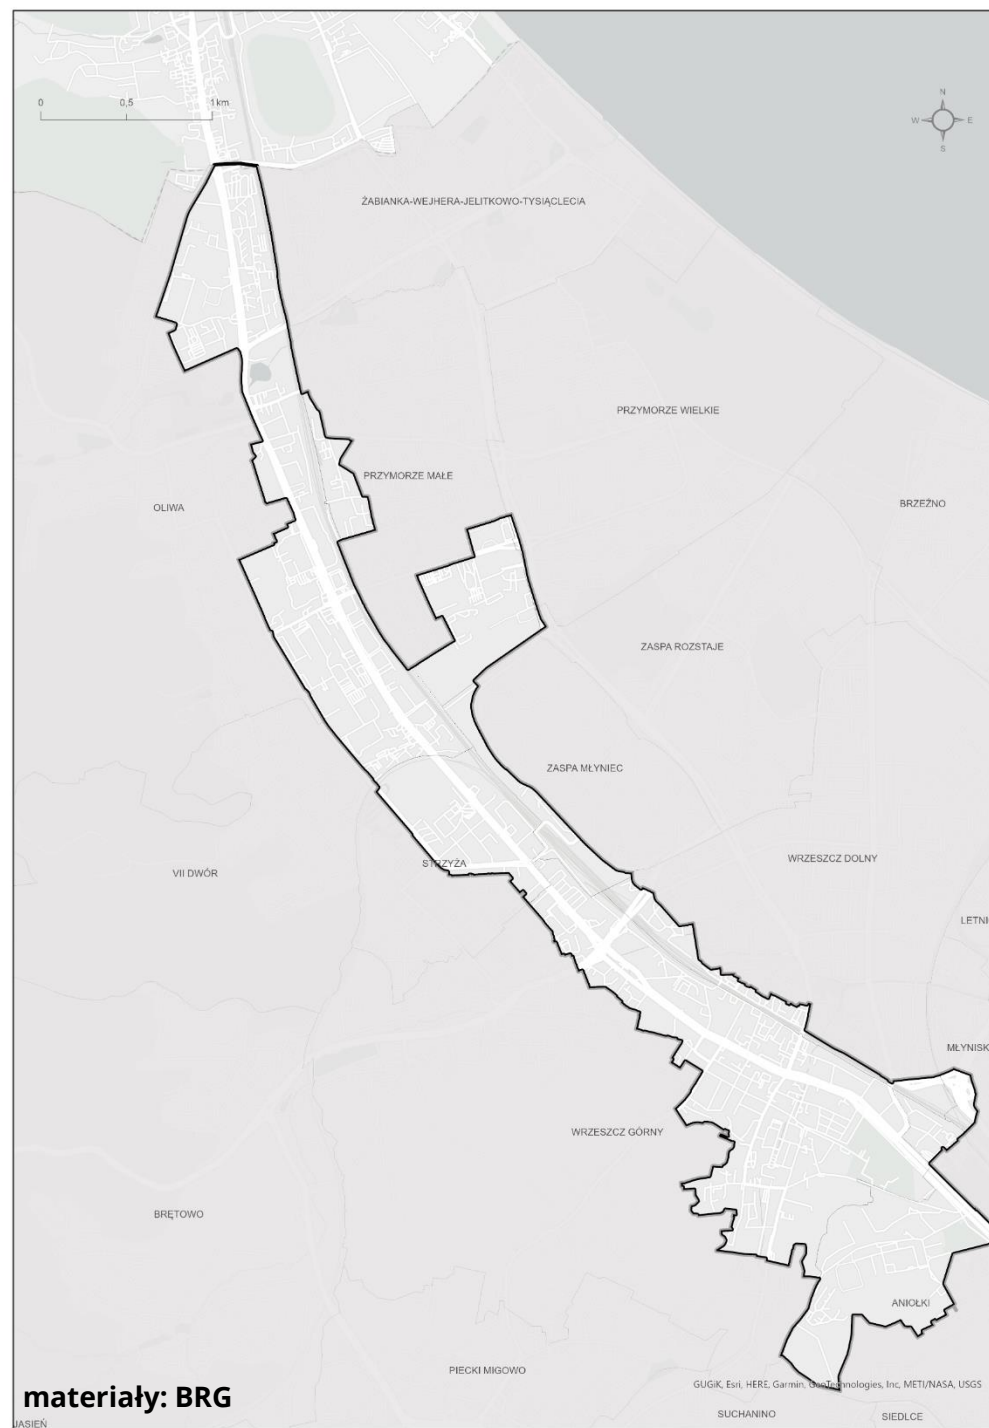 0 0,5 1 km
N
W E
S
ŻABIANKA-WEJHERA-JELITKOWO-TYSIĄCLECIA
PRZYMORZE WIELKIE
PRZYMORZE MAŁE
BRZEŹNO
OLIWA
ZASPA ROZSTAJE
ZASPA MŁYNIEC
WRZESZCZ DOLNY
STRZYŻA
VII DWÓR
LETNI
MŁYNISK
WRZESZCZ GÓRNY
BRĘTOWO
ANIOŁKI
PIECKI MIGOWO
GUGiK, Esri, HERE, Garmin, GeoTechnologies, Inc, METI/NASA, USGS
materiały: BRG
SUCHANINO
SIEDLCE
JASIEŃ